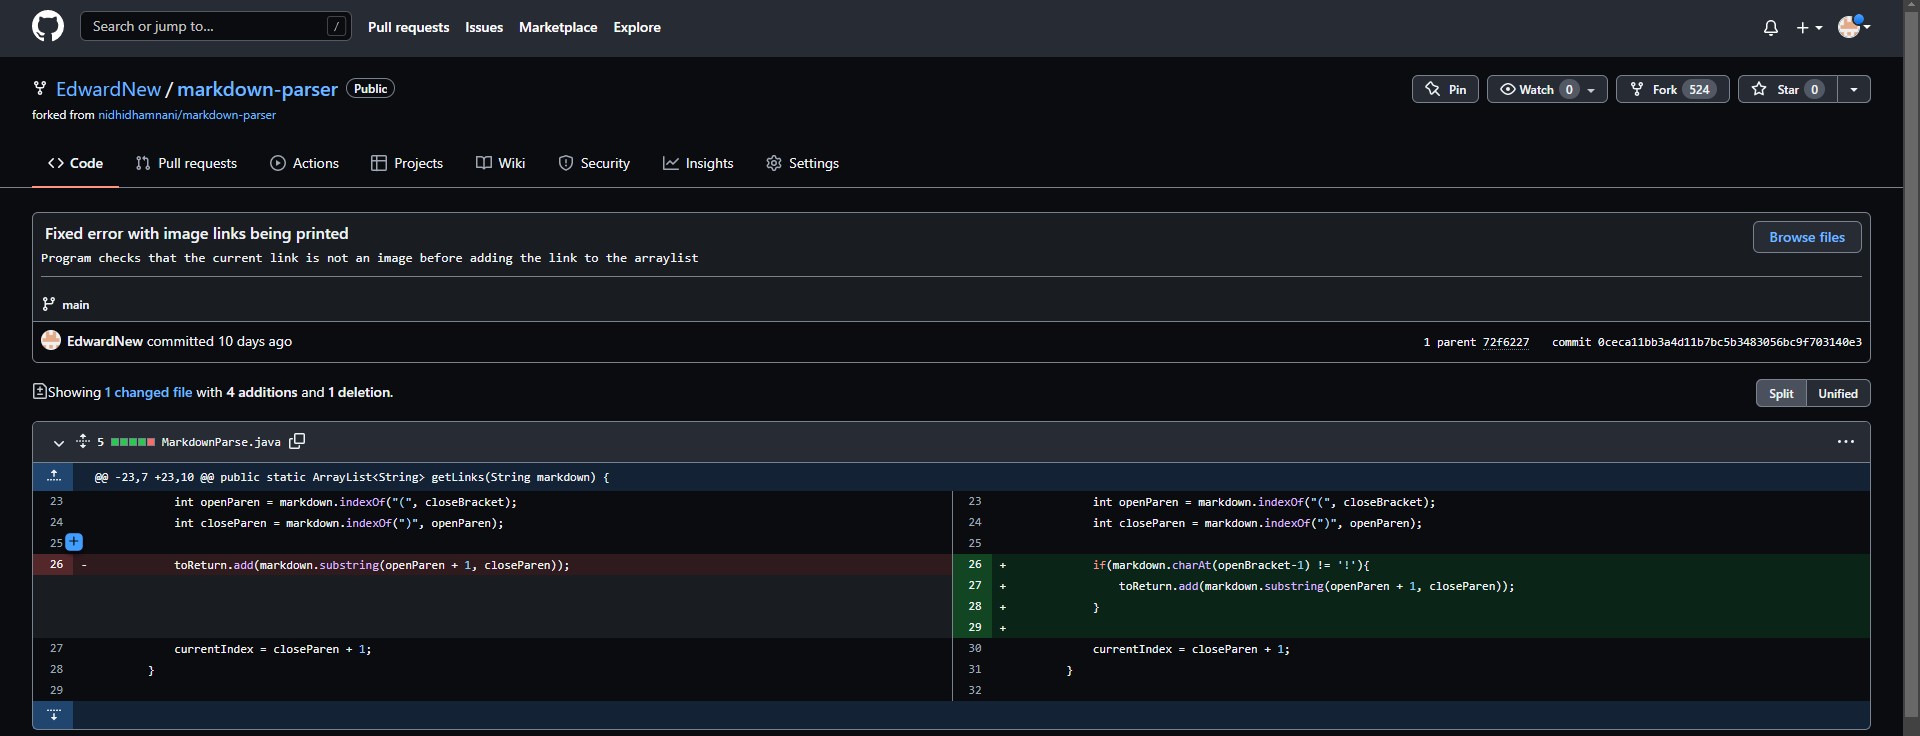 Search or jump to... /
Pull requests Issues Marketplace Explore
EdwardNew / markdown-parser Public
Pin Watch 0 Fork 524 Star 0
forked from nidhidhamnani/markdown-parser
Code Pull requests Actions Projects Wiki Security Insights Settings
Fixed error with image links being printed
Browse files
Program checks that the current link is not an image before adding the link to the arraylist
main
EdwardNew committed 10 days ago
1 parent 72f6227 commit 0ceca11bb3a4d11b7bc5b3483056bc9f703140e3
Showing 1 changed file with 4 additions and 1 deletion.
Split Unified
5 MarkdownParse.java
@@ -23,7 +23,10 @@ public static ArrayList<String> getLinks(String markdown) {
23 int openParen = markdown.indexOf("(", closeBracket);
24 int closeParen = markdown.indexOf(")", openParen);
25 +
26 - toReturn.add(markdown.substring(openParen + 1, closeParen));
27 currentIndex = closeParen + 1;
28 }
29
23 int openParen = markdown.indexOf("(", closeBracket);
24 int closeParen = markdown.indexOf(")", openParen);
25
26 + if(markdown.charAt(openBracket-1) != '!'){
27 + toReturn.add(markdown.substring(openParen + 1, closeParen));
28 + }
29 +
30 currentIndex = closeParen + 1;
31 }
32